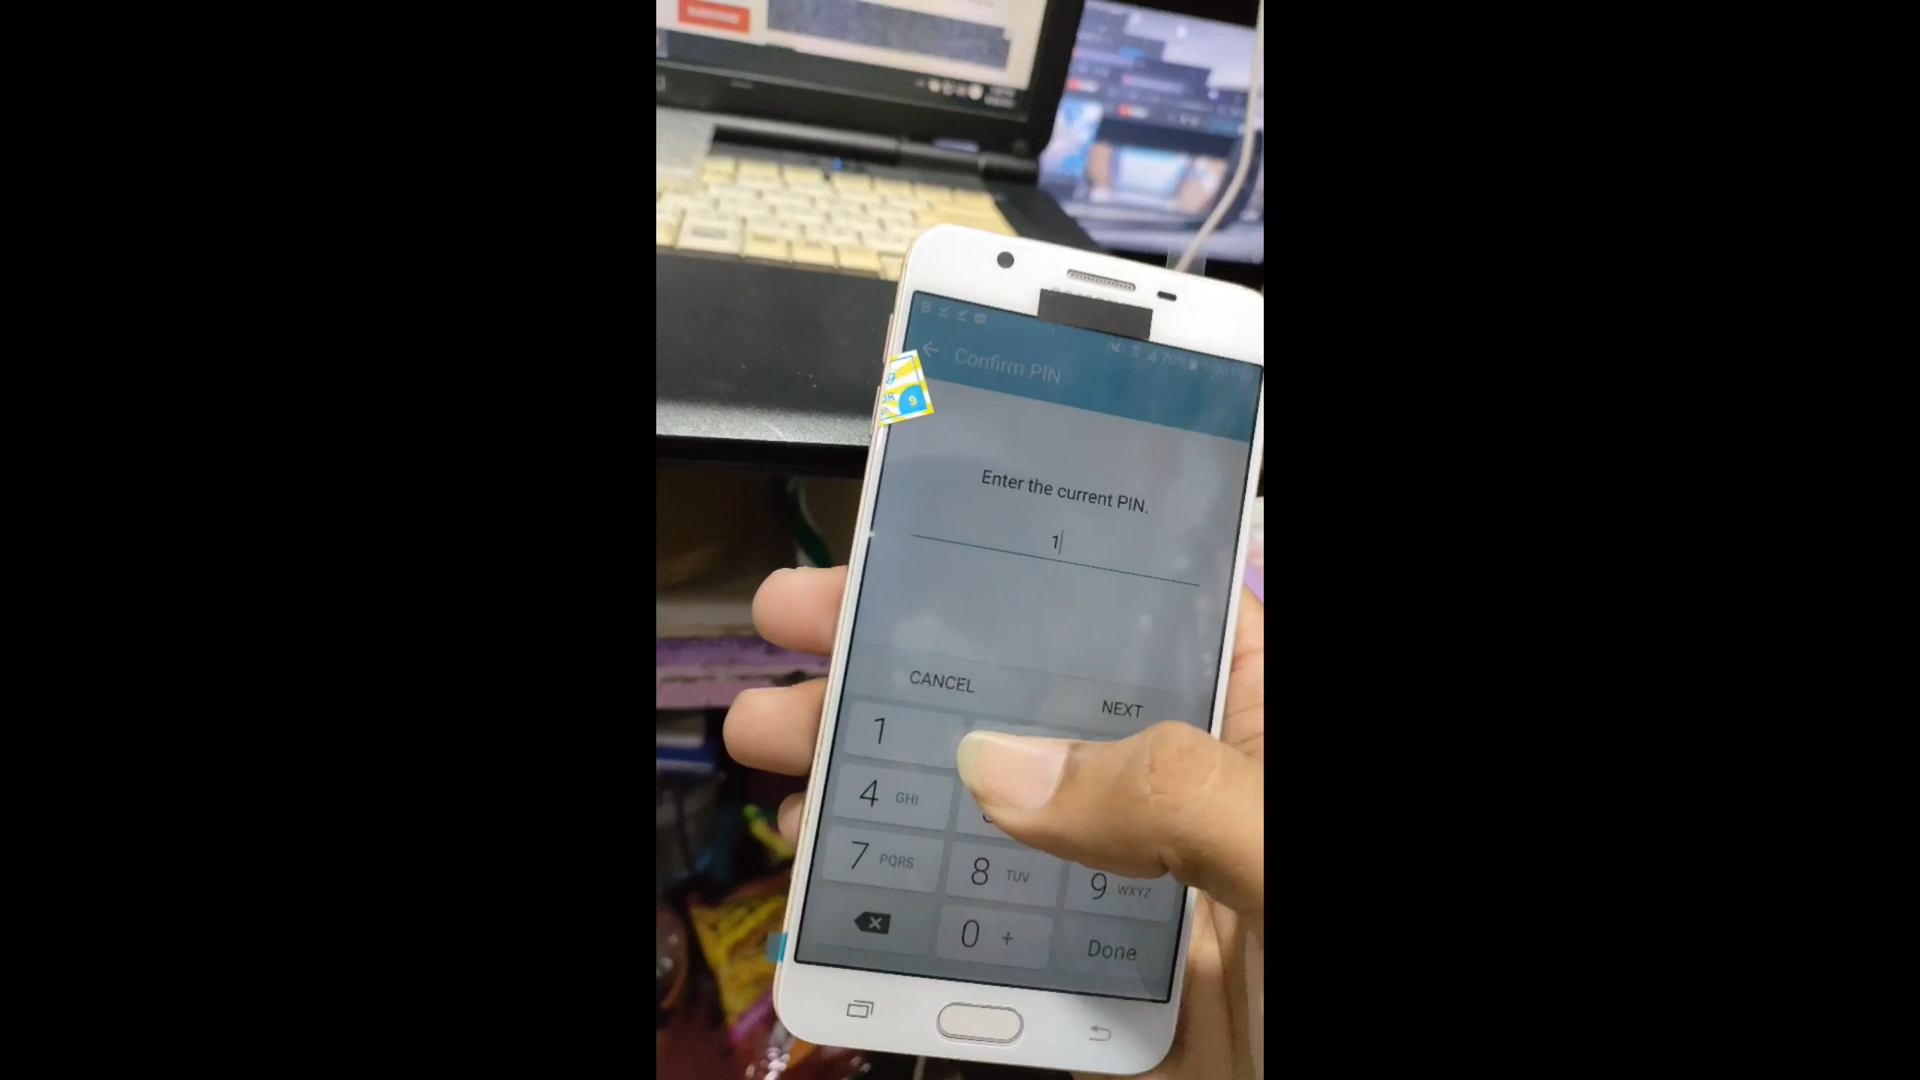 Confirm PIN
Enter the current PIN.
1
CANCEL
NEXT
1
4 GHI
7 PQRS
8 TUV
9 WXYZ
0 +
Done
9